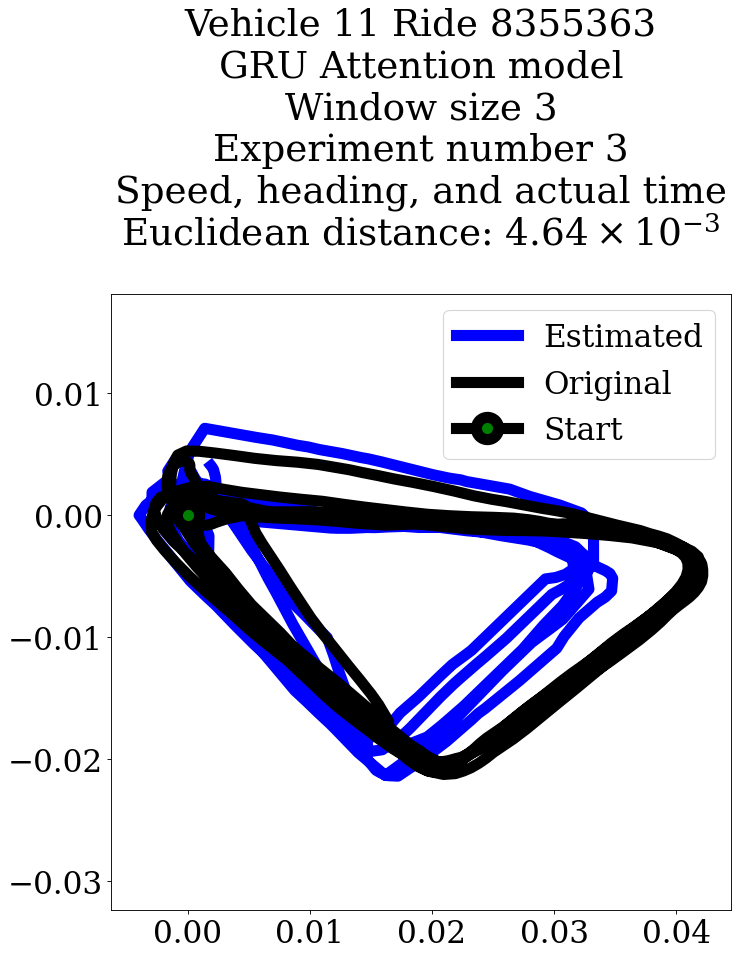 Vehicle 11 Ride 8355363
GRU Attention model
Window size 3
Experiment number 3
Speed, heading, and actual time
Euclidean distance: 4.64 × 10⁻³
Estimated
Original
Start
0.01
0.00
−0.01
−0.02
−0.03
0.00 0.01 0.02 0.03 0.04